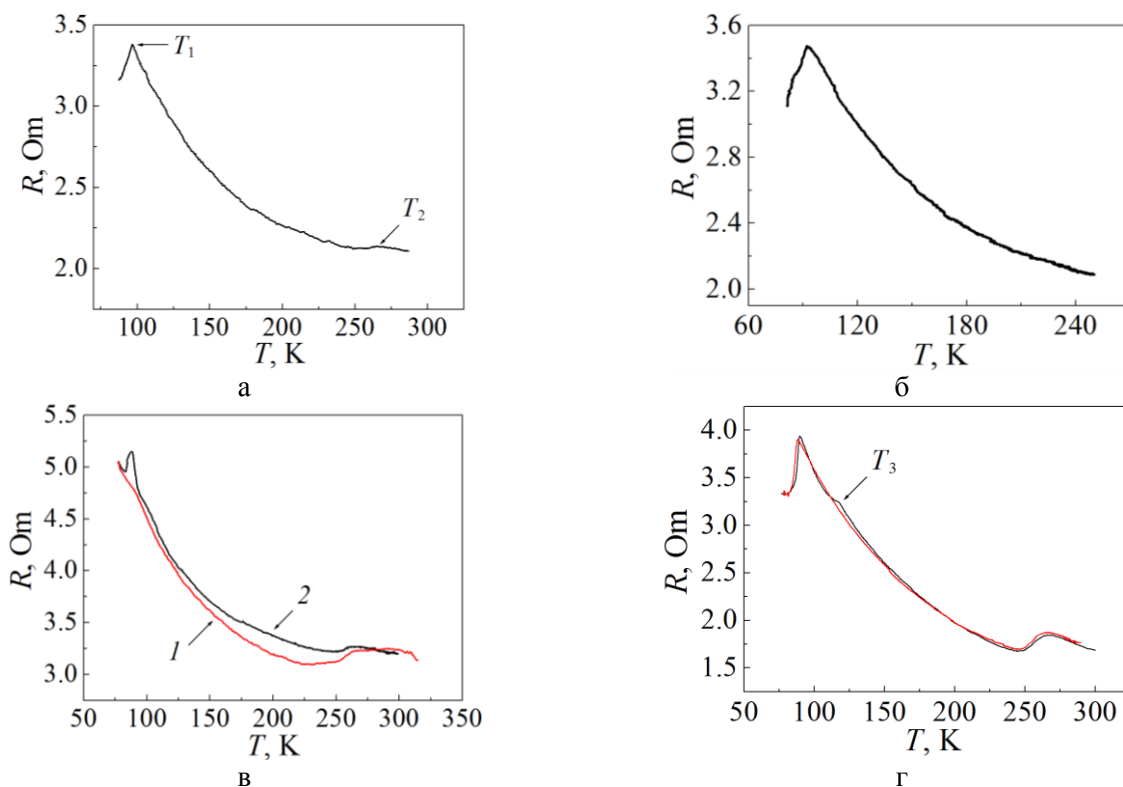 3.5
3.0
2.5
2.0
R, Om
T₁
T₂
100 150 200 250 300
T, K
а
3.6
3.2
2.8
2.4
2.0
R, Om
60 120 180 240
T, K
б
5.5
5.0
4.5
4.0
3.5
3.0
R, Om
2
1
50 100 150 200 250 300 350
T, K
в
4.0
3.5
3.0
2.5
2.0
1.5
R, Om
T₃
50 100 150 200 250 300
T, K
г